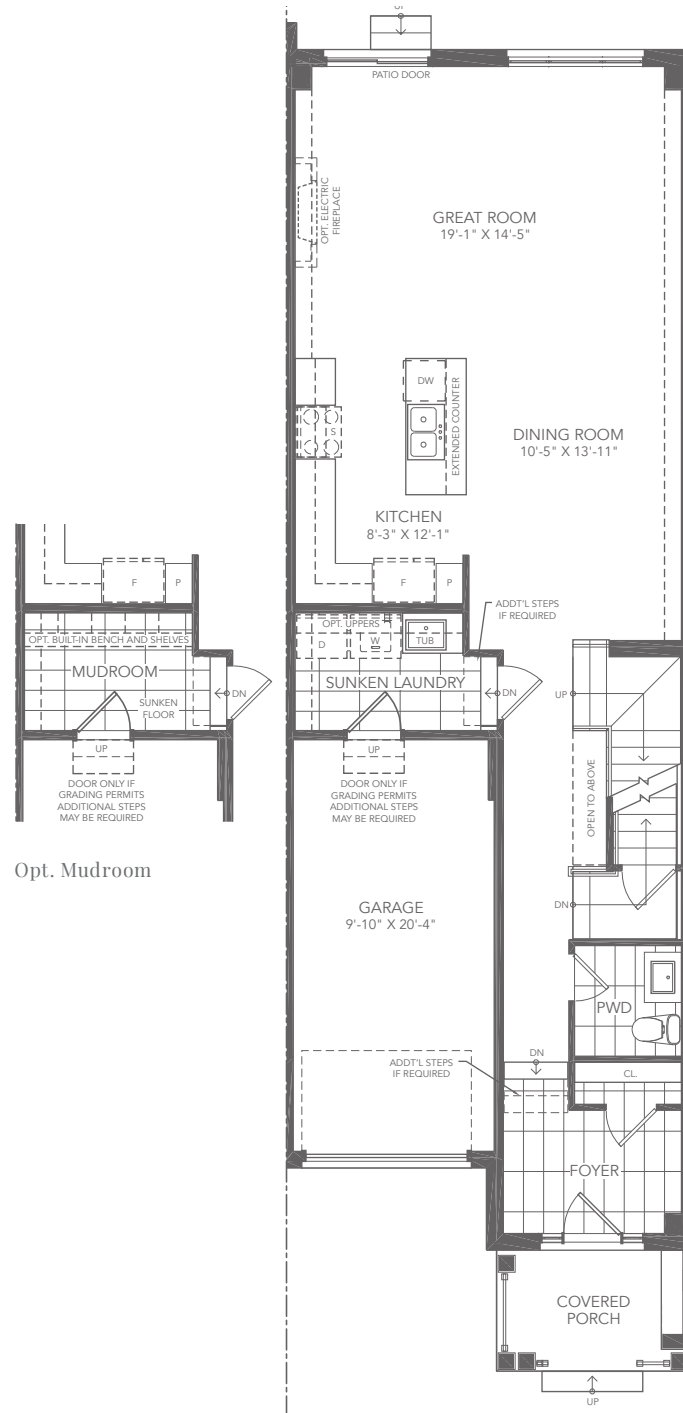 UP
PATIO DOOR
OPT. ELECTRIC
FIREPLACE
GREAT ROOM
19'-1" X 14'-5"
DW
EXTENDED COUNTER
S
DINING ROOM
10'-5" X 13'-11"
KITCHEN
8'-3" X 12'-1"
F
P
ADDT'L STEPS
IF REQUIRED
OPT. UPPERS
D
W
TUB
SUNKEN LAUNDRY
DN
UP
DOOR ONLY IF
GRADING PERMITS
ADDITIONAL STEPS
MAY BE REQUIRED
UP
OPEN TO ABOVE
DN
F
P
OPT. BUILT-IN BENCH AND SHELVES
MUDROOM
SUNKEN
FLOOR
DN
UP
DOOR ONLY IF
GRADING PERMITS
ADDITIONAL STEPS
MAY BE REQUIRED
Opt. Mudroom
GARAGE
9'-10" X 20'-4"
PWD
DN
ADDT'L STEPS
IF REQUIRED
CL.
FOYER
COVERED
PORCH
UP